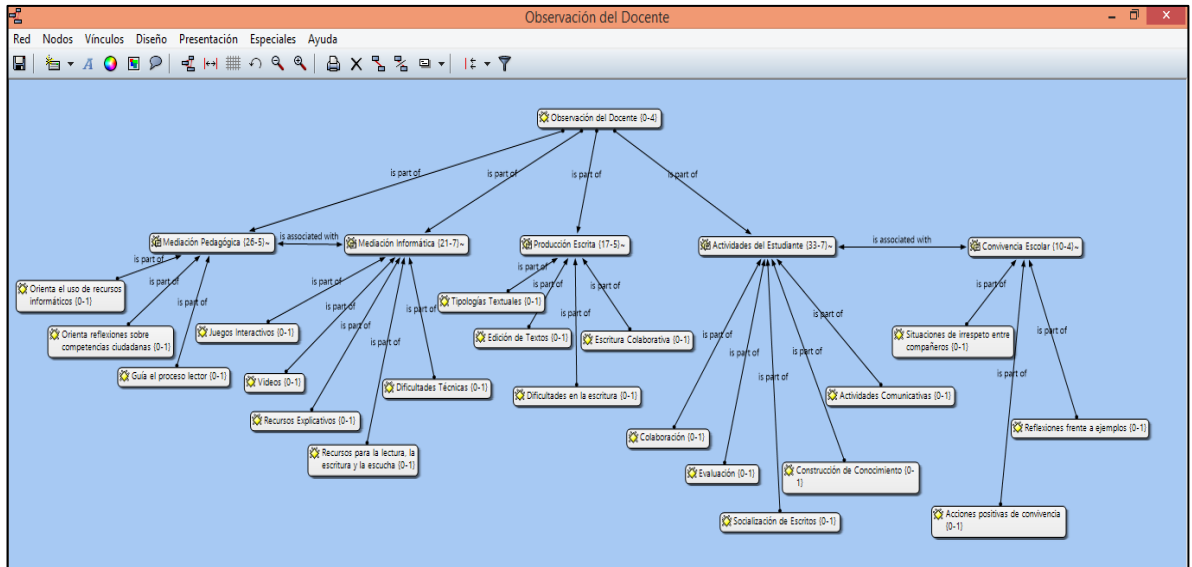 Observación del Docente
Red Nodos Vínculos Diseño Presentación Especiales Ayuda
Observación del Docente {0-4}
is part of
is part of
is part of
is part of
Mediación Pedagógica {26-5}~
is associated with
Mediación Informática {21-7}~
Producción Escrita {17-5}~
Actividades del Estudiante {33-7}~
is associated with
Convivencia Escolar {10-4}~
is part of
is part of
is part of
Orienta el uso de recursos
informáticos {0-1}
Orienta reflexiones sobre
competencias ciudadanas {0-1}
Guía el proceso lector {0-1}
is part of
is part of
is part of
is part of
is part of
Juegos Interactivos {0-1}
Videos {0-1}
Recursos Explicativos {0-1}
Recursos para la lectura, la
escritura y la escucha {0-1}
Dificultades Técnicas {0-1}
is part of
is part of
is part of
is part of
Tipologías Textuales {0-1}
Edición de Textos {0-1}
Escritura Colaborativa {0-1}
Dificultades en la escritura {0-1}
is part of
is part of
is part of
is part of
is part of
Colaboración {0-1}
Evaluación {0-1}
Socialización de Escritos {0-1}
Construcción de Conocimiento {0-
1}
Actividades Comunicativas {0-1}
is part of
is part of
is part of
Situaciones de irrespeto entre
compañeros {0-1}
Reflexiones frente a ejemplos {0-1}
Acciones positivas de convivencia
{0-1}